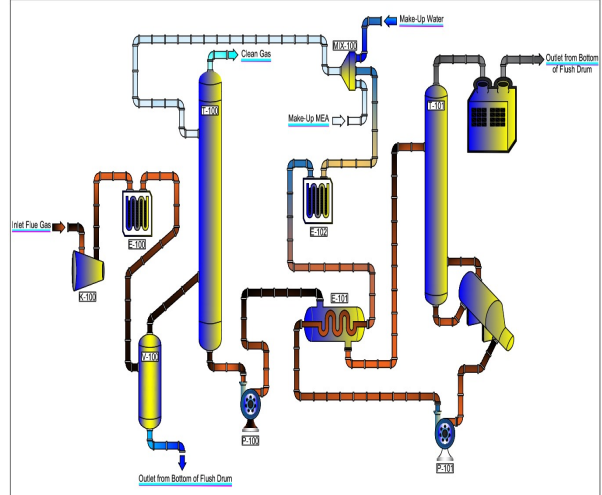 Make-Up Water
MIX-100
Clean Gas
Outlet from Bottom
of Flush Drum
T-100
T-101
Make-Up MEA
E-100
E-102
Inlet Flue Gas
K-100
E-101
V-100
P-100
P-101
Outlet from Bottom of Flush Drum